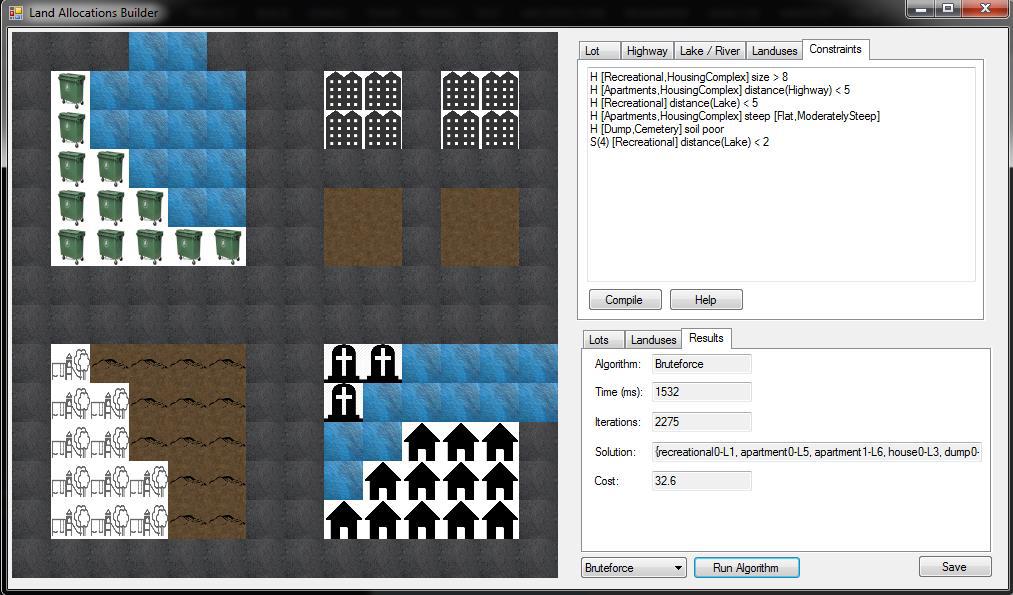 Land Allocations Builder
Lot Highway Lake / River Landuses Constraints
H [Recreational,HousingComplex] size > 8
H [Apartments,HousingComplex] distance(Highway) < 5
H [Recreational] distance(Lake) < 5
H [Apartments,HousingComplex] steep [Flat,ModeratelySteep]
H [Dump,Cemetery] soil poor
S(4) [Recreational] distance(Lake) < 2
Compile Help
Lots Landuses Results
Algorithm: Bruteforce
Time (ms): 1532
Iterations: 2275
Solution: {recreational0-L1, apartment0-L5, apartment1-L6, house0-L3, dump0-
Cost: 32.6
Bruteforce Run Algorithm Save